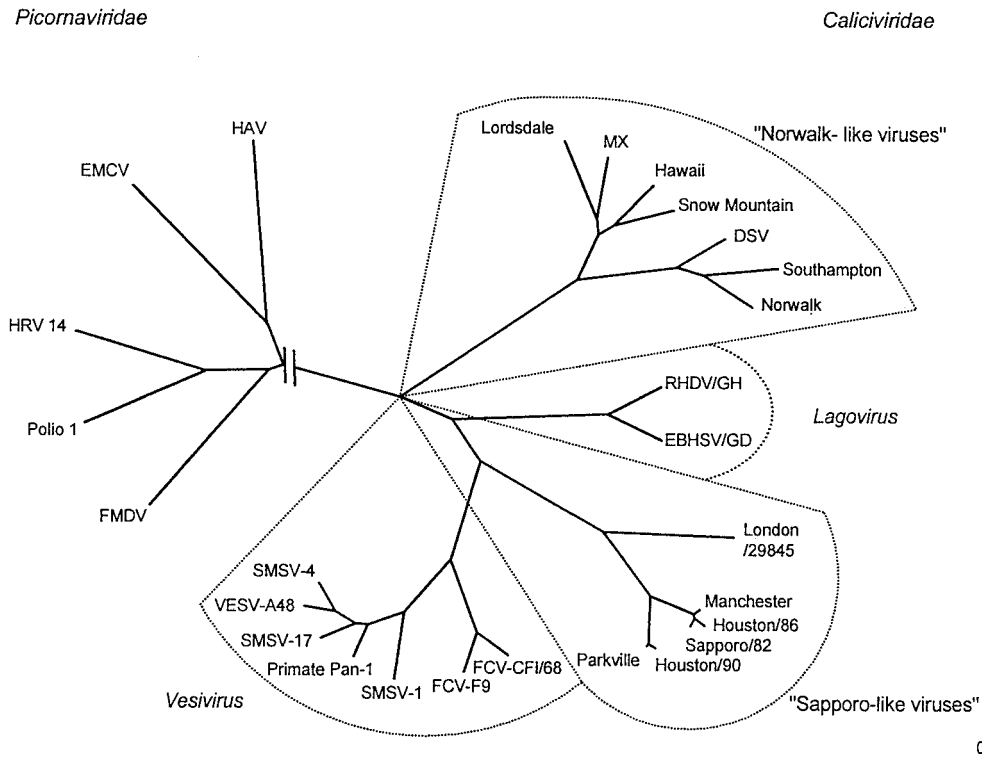 Picornaviridae
Caliciviridae
HAV
EMCV
HRV 14
Polio 1
FMDV
Lordsdale
MX
Hawaii
Snow Mountain
DSV
Southampton
Norwalk
"Norwalk- like viruses"
RHDV/GH
EBHSV/GD
Lagovirus
London
/29845
Manchester
Houston/86
Sapporo/82
Houston/90
Parkville
"Sapporo-like viruses"
SMSV-4
VESV-A48
SMSV-17
Primate Pan-1
SMSV-1
FCV-F9
FCV-CFI/68
Vesivirus